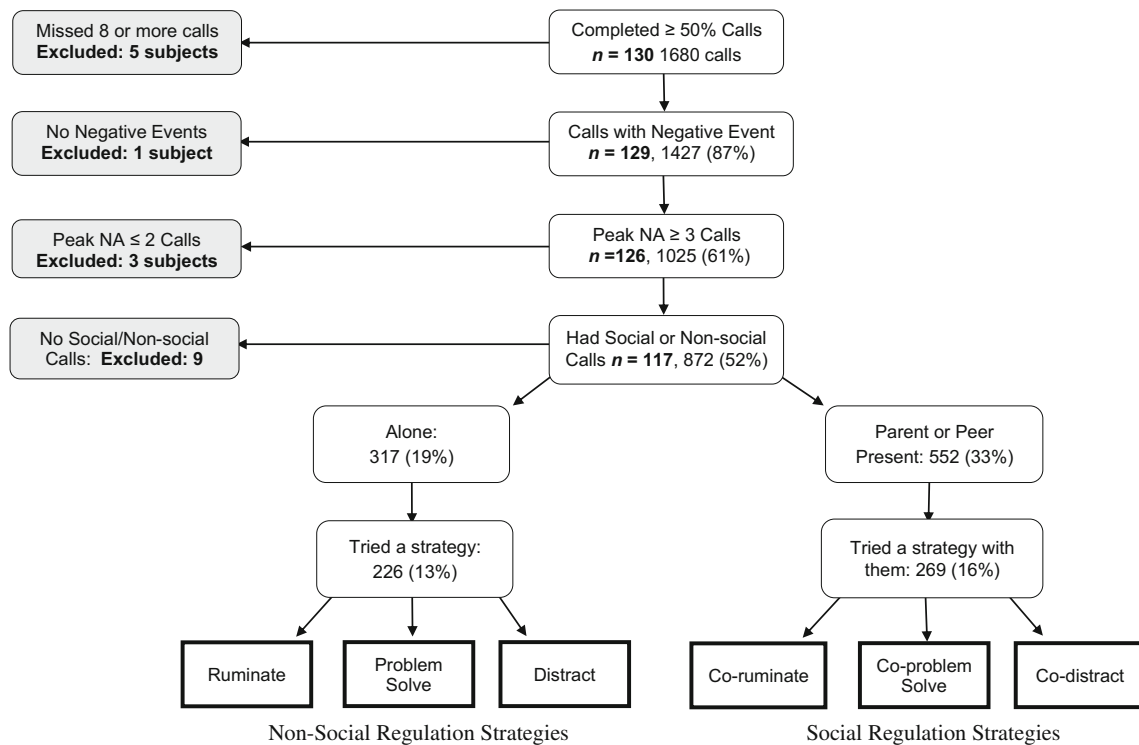 Missed 8 or more calls
Excluded: 5 subjects
Completed ≥ 50% Calls
n = 130 1680 calls
No Negative Events
Excluded: 1 subject
Calls with Negative Event
n = 129, 1427 (87%)
Peak NA ≤ 2 Calls
Excluded: 3 subjects
Peak NA ≥ 3 Calls
n =126, 1025 (61%)
No Social/Non-social
Calls: Excluded: 9
Had Social or Non-social
Calls n = 117, 872 (52%)
Alone:
317 (19%)
Parent or Peer
Present: 552 (33%)
Tried a strategy:
226 (13%)
Tried a strategy with
them: 269 (16%)
Ruminate
Problem
Solve
Distract
Co-ruminate
Co-problem
Solve
Co-distract
Non-Social Regulation Strategies
Social Regulation Strategies